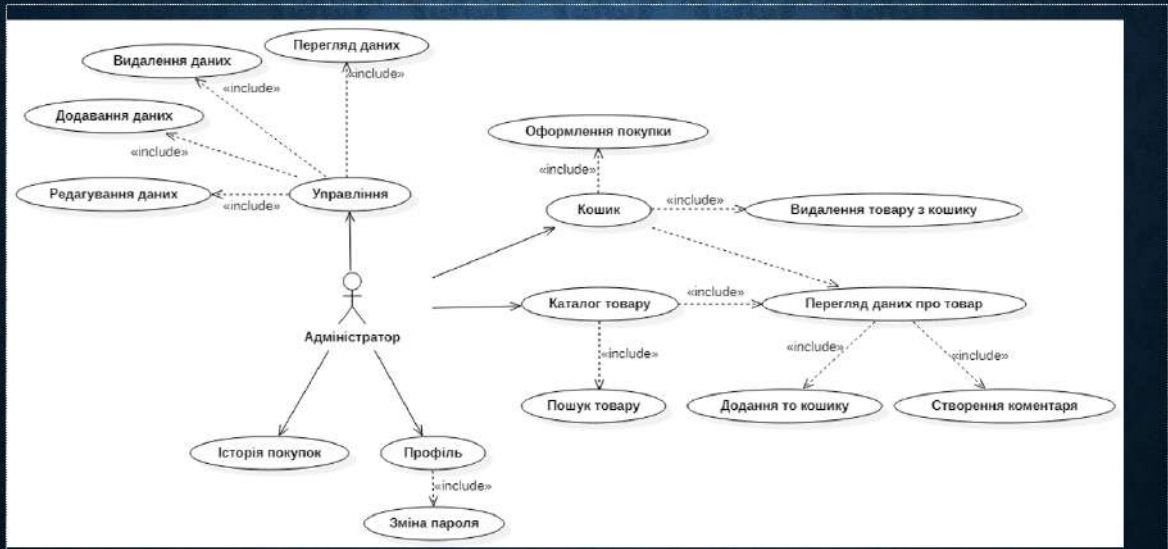 Перегляд даних
Видалення даних
«include»
«include»
Додавання даних
«include»
Редагування даних
«include»
Управління
Оформлення покупки
«include»
Кошик
«include»
Видалення товару з кошику
Каталог товару
«include»
Перегляд даних про товар
Адміністратор
«include»
«include»
«include»
Пошук товару
Додання то кошику
Створення коментаря
Історія покупок
Профіль
«include»
Зміна пароля